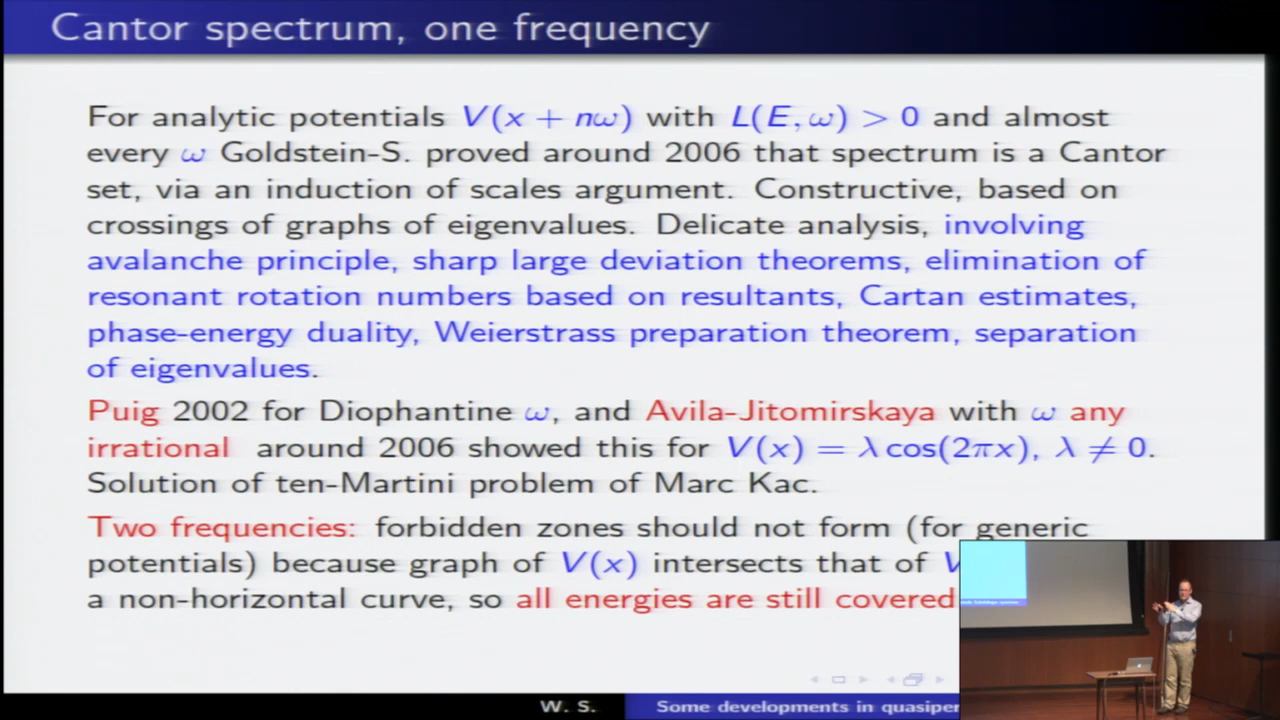 Cantor spectrum, one frequency
For analytic potentials V(x + nω) with L(E, ω) > 0 and almost
every ω Goldstein-S. proved around 2006 that spectrum is a Cantor
set, via an induction of scales argument. Constructive, based on
crossings of graphs of eigenvalues. Delicate analysis, involving
avalanche principle, sharp large deviation theorems, elimination of
resonant rotation numbers based on resultants, Cartan estimates,
phase-energy duality, Weierstrass preparation theorem, separation
of eigenvalues.
Puig 2002 for Diophantine ω, and Avila-Jitomirskaya with ω any
irrational around 2006 showed this for V(x) = λ cos(2πx), λ ≠ 0.
Solution of ten-Martini problem of Marc Kac.
Two frequencies: forbidden zones should not form (for generic
potentials) because graph of V(x) intersects that of
a non-horizontal curve, so all energies are still covered
W. S. Some developments in quasiper